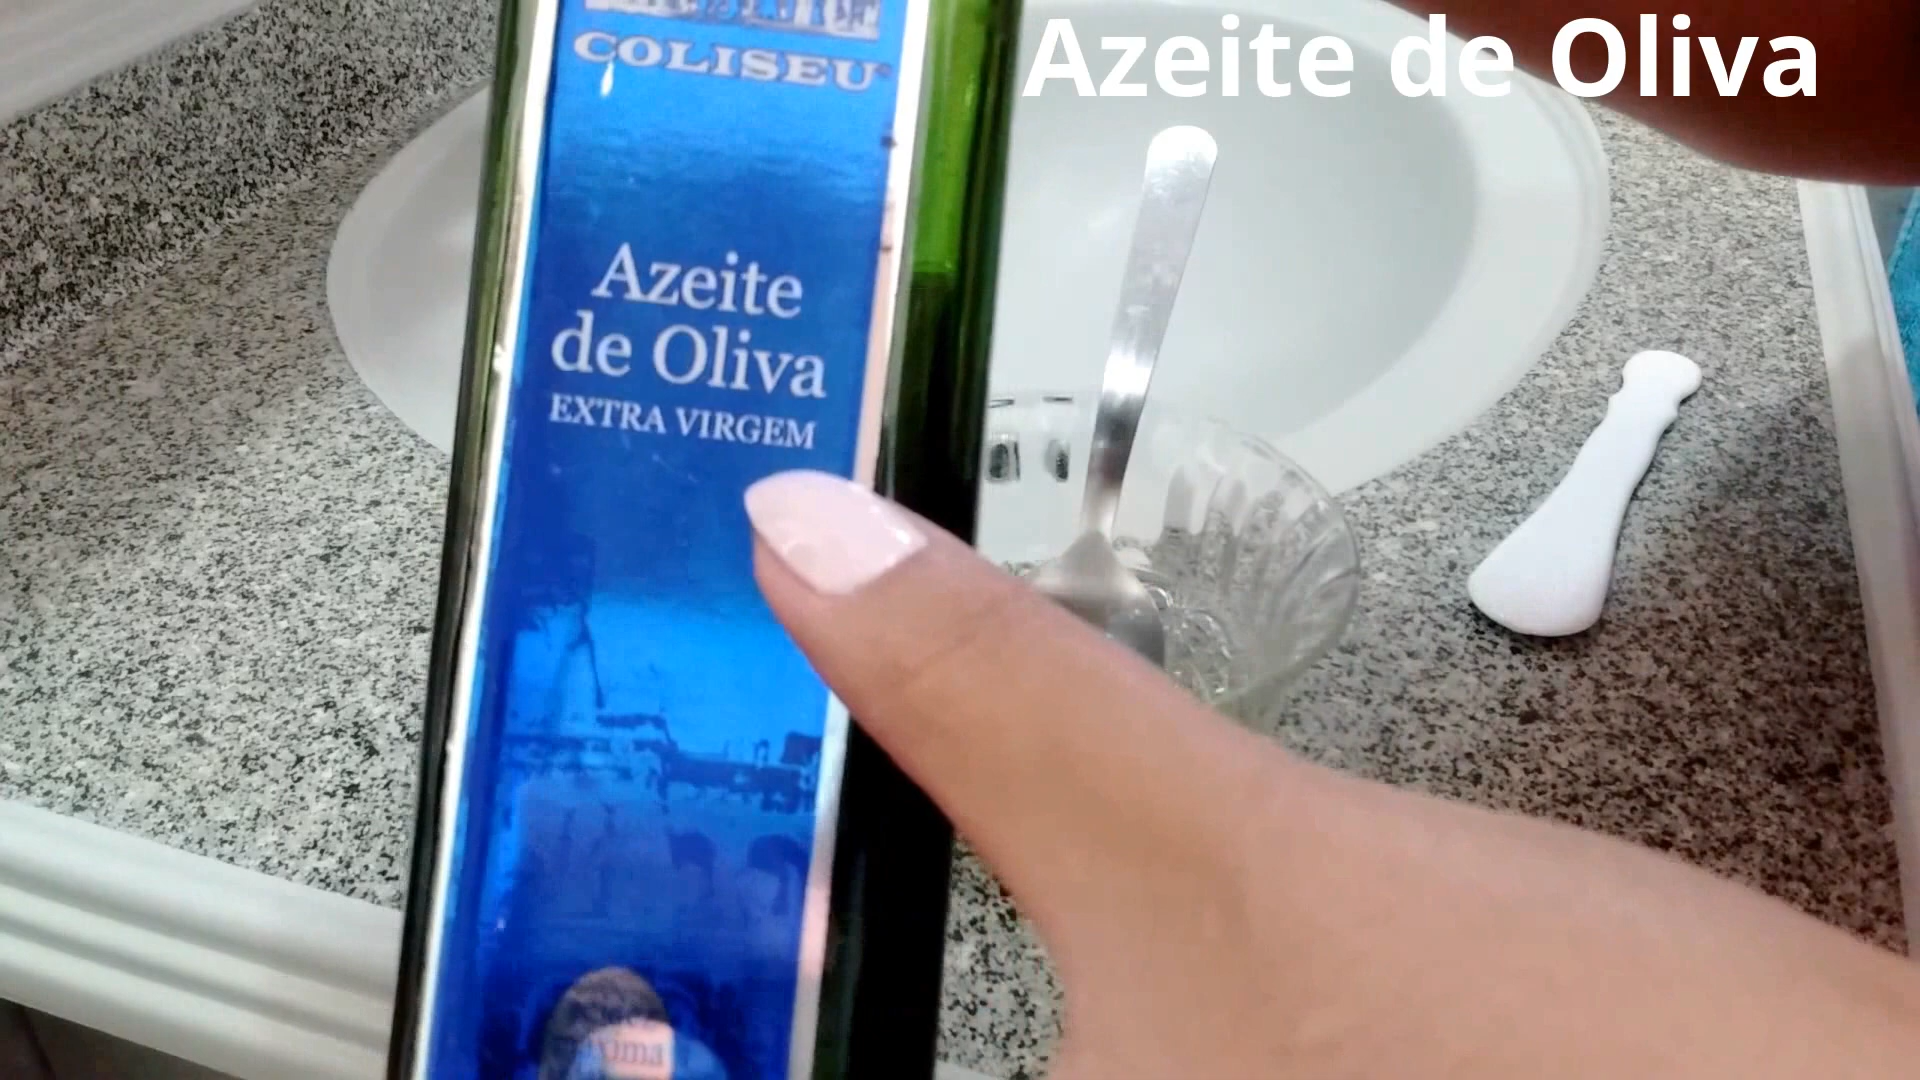 Azeite de Oliva
COLISEU
Azeite
de Oliva
EXTRA VIRGEM